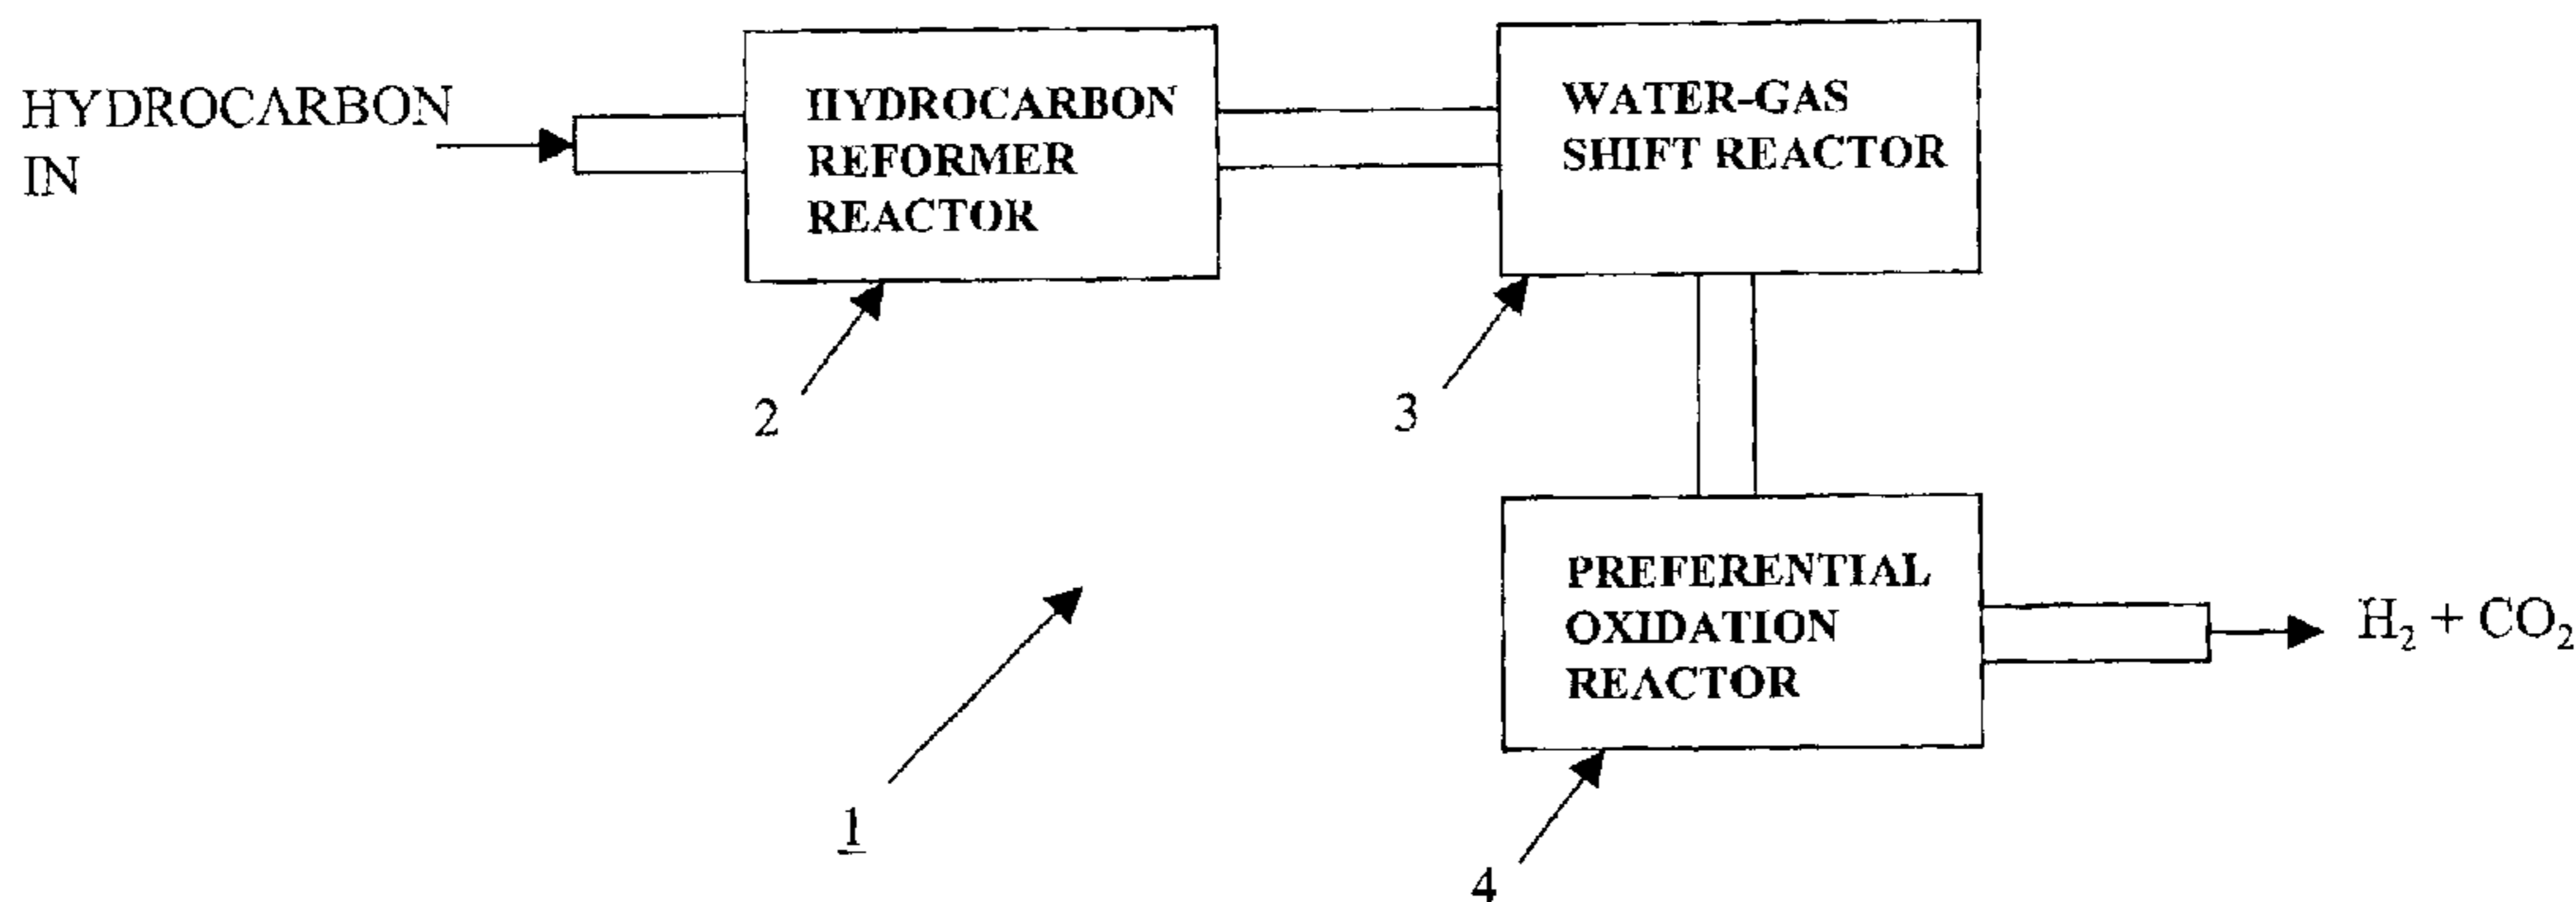 HYDROCARBON
IN
HYDROCARBON
REFORMER
REACTOR
WATER-GAS
SHIFT REACTOR
2
3
PREFERENTIAL
OXIDATION
REACTOR
H₂ + CO₂
1
4